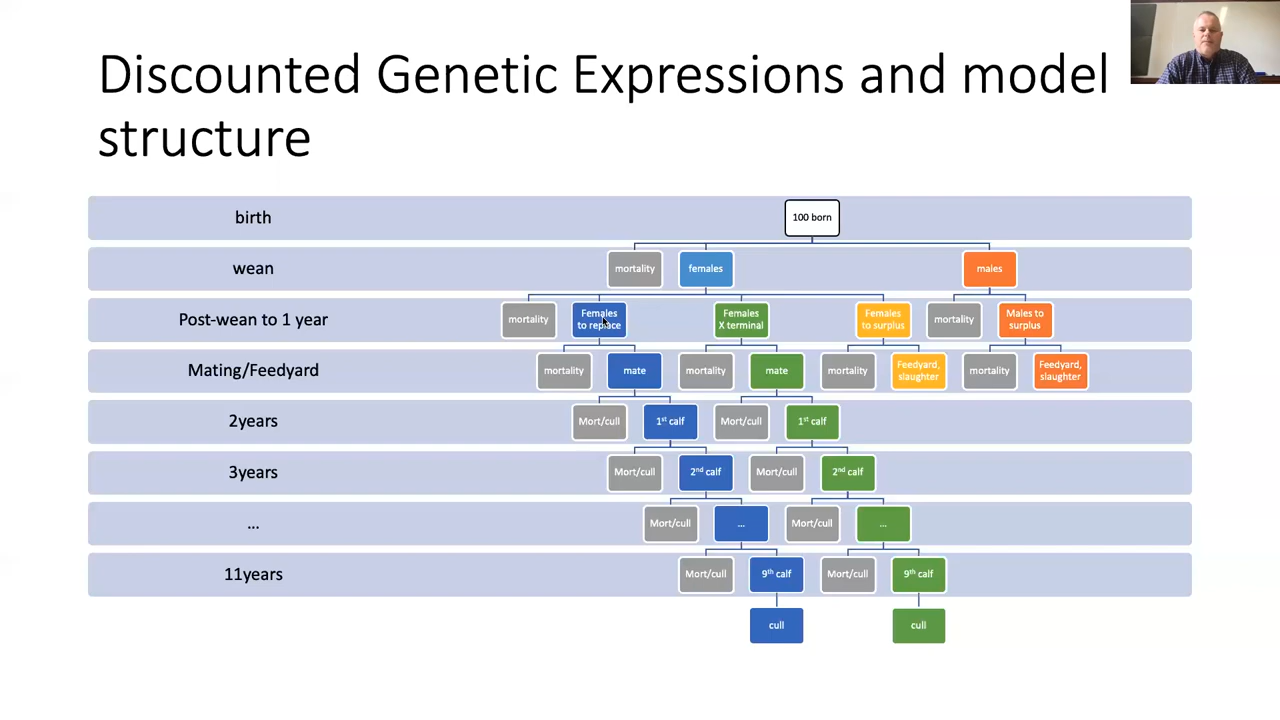 Discounted Genetic Expressions and model
structure
birth
100 born
wean
mortality
females
males
Post-wean to 1 year
mortality
Females
to replace
Females
X terminal
Females
to surplus
mortality
Males to
surplus
Mating/Feedyard
mortality
mate
mortality
mate
mortality
Feedyard,
slaughter
mortality
Feedyard,
slaughter
2years
Mort/cull
1st calf
Mort/cull
1st calf
3years
Mort/cull
2nd calf
Mort/cull
2nd calf
...
Mort/cull
...
Mort/cull
...
11years
Mort/cull
9th calf
Mort/cull
9th calf
cull
cull